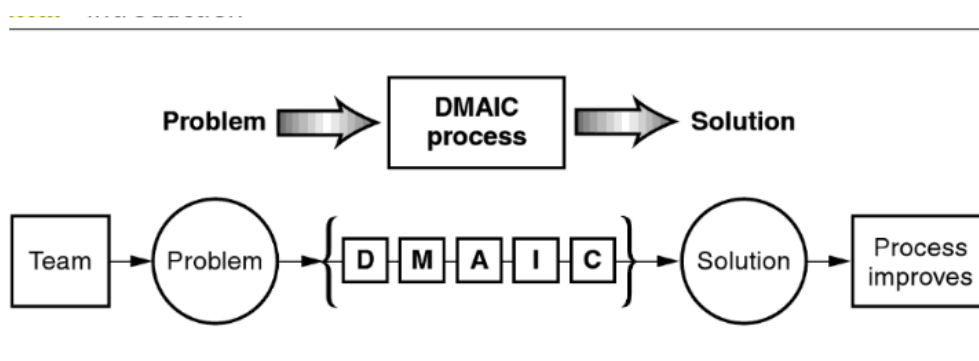 Problem
DMAIC
process
Solution
Team
Problem
D M A I C
Solution
Process
improves